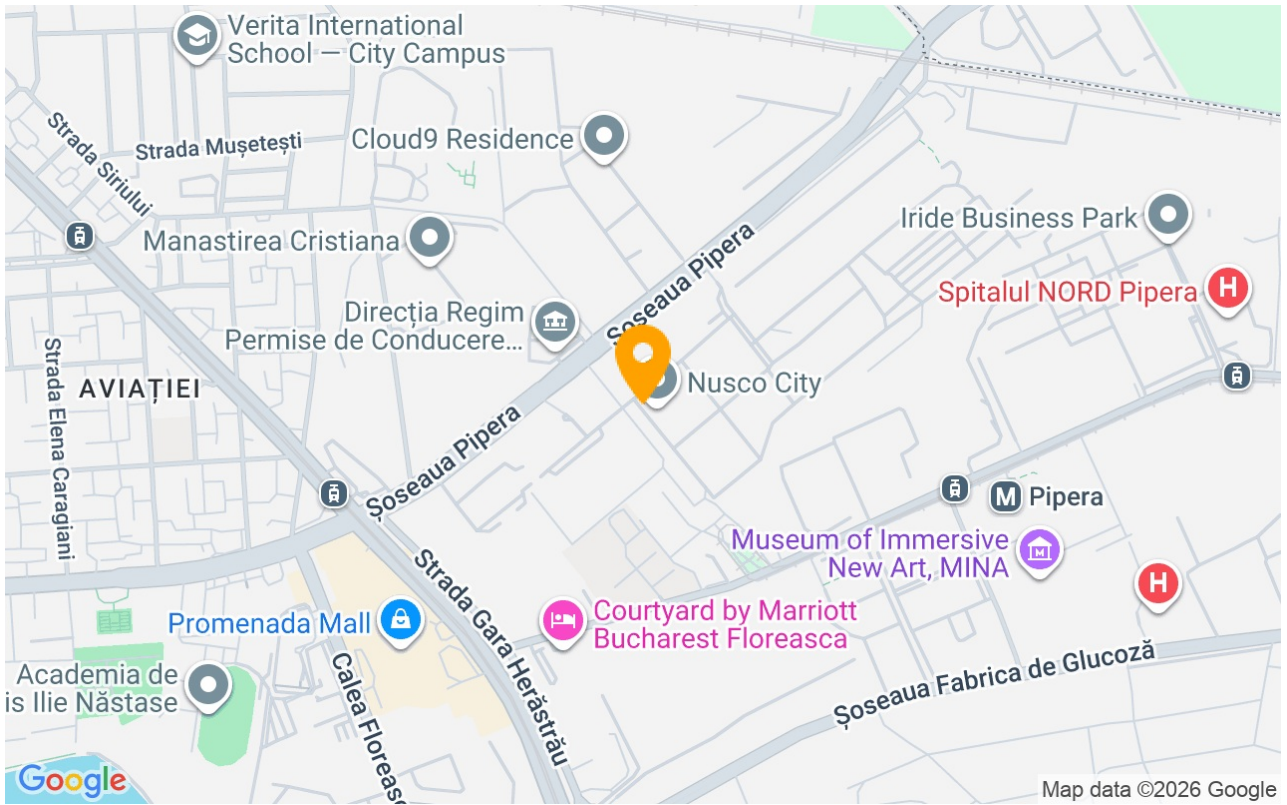 Verita International
School — City Campus
Strada Mușetești
Strada Siriului
Cloud9 Residence
Manastirea Cristiana
Iride Business Park
Șoseaua Pipera
Spitalul NORD Pipera
H
Direcția Regim
Permise de Conducere...
Nusco City
AVIAȚIEI
Strada Elena Caragiani
Șoseaua Pipera
M Pipera
Museum of Immersive
New Art, MINA
M
H
Strada Gara Herăstrău
Promenada Mall
Courtyard by Marriott
Bucharest Floreasca
Șoseaua Fabrica de Glucoză
Calea Floreasc
Academia de
is Ilie Năstase
Google
Map data ©2026 Google